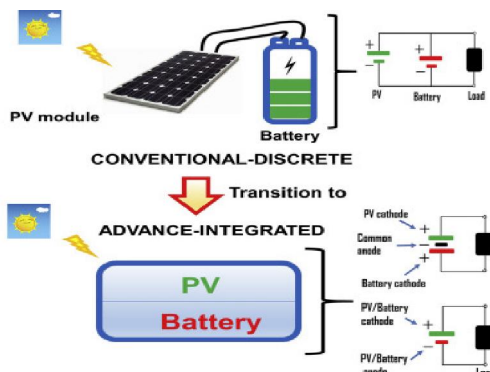 PV module
Battery
+
−
PV
+
−
Battery
Load
CONVENTIONAL-DISCRETE
Transition to
ADVANCE-INTEGRATED
PV
Battery
PV cathode
Common
anode
Battery cathode
+
−
+
PV/Battery
cathode
+
−
PV/Battery